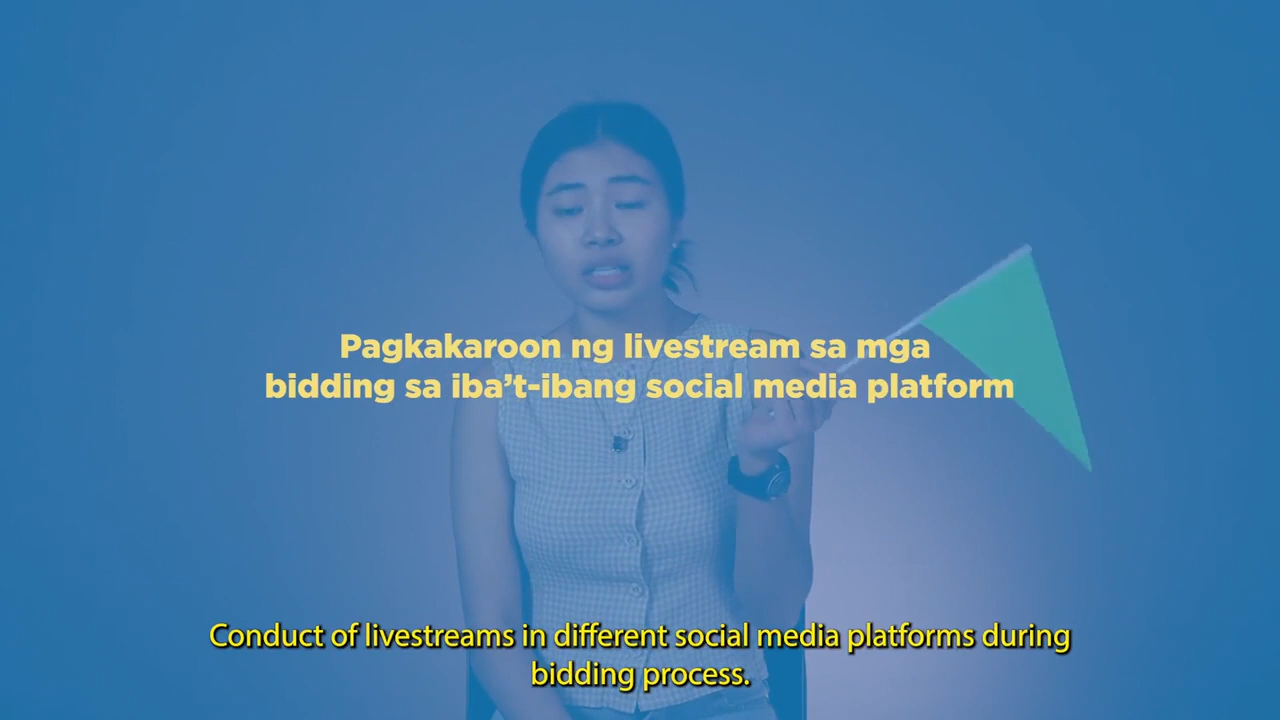 Pagkakaroon ng livestream sa mga
bidding sa iba't-ibang social media platform
Conduct of livestreams in different social media platforms during
bidding process.